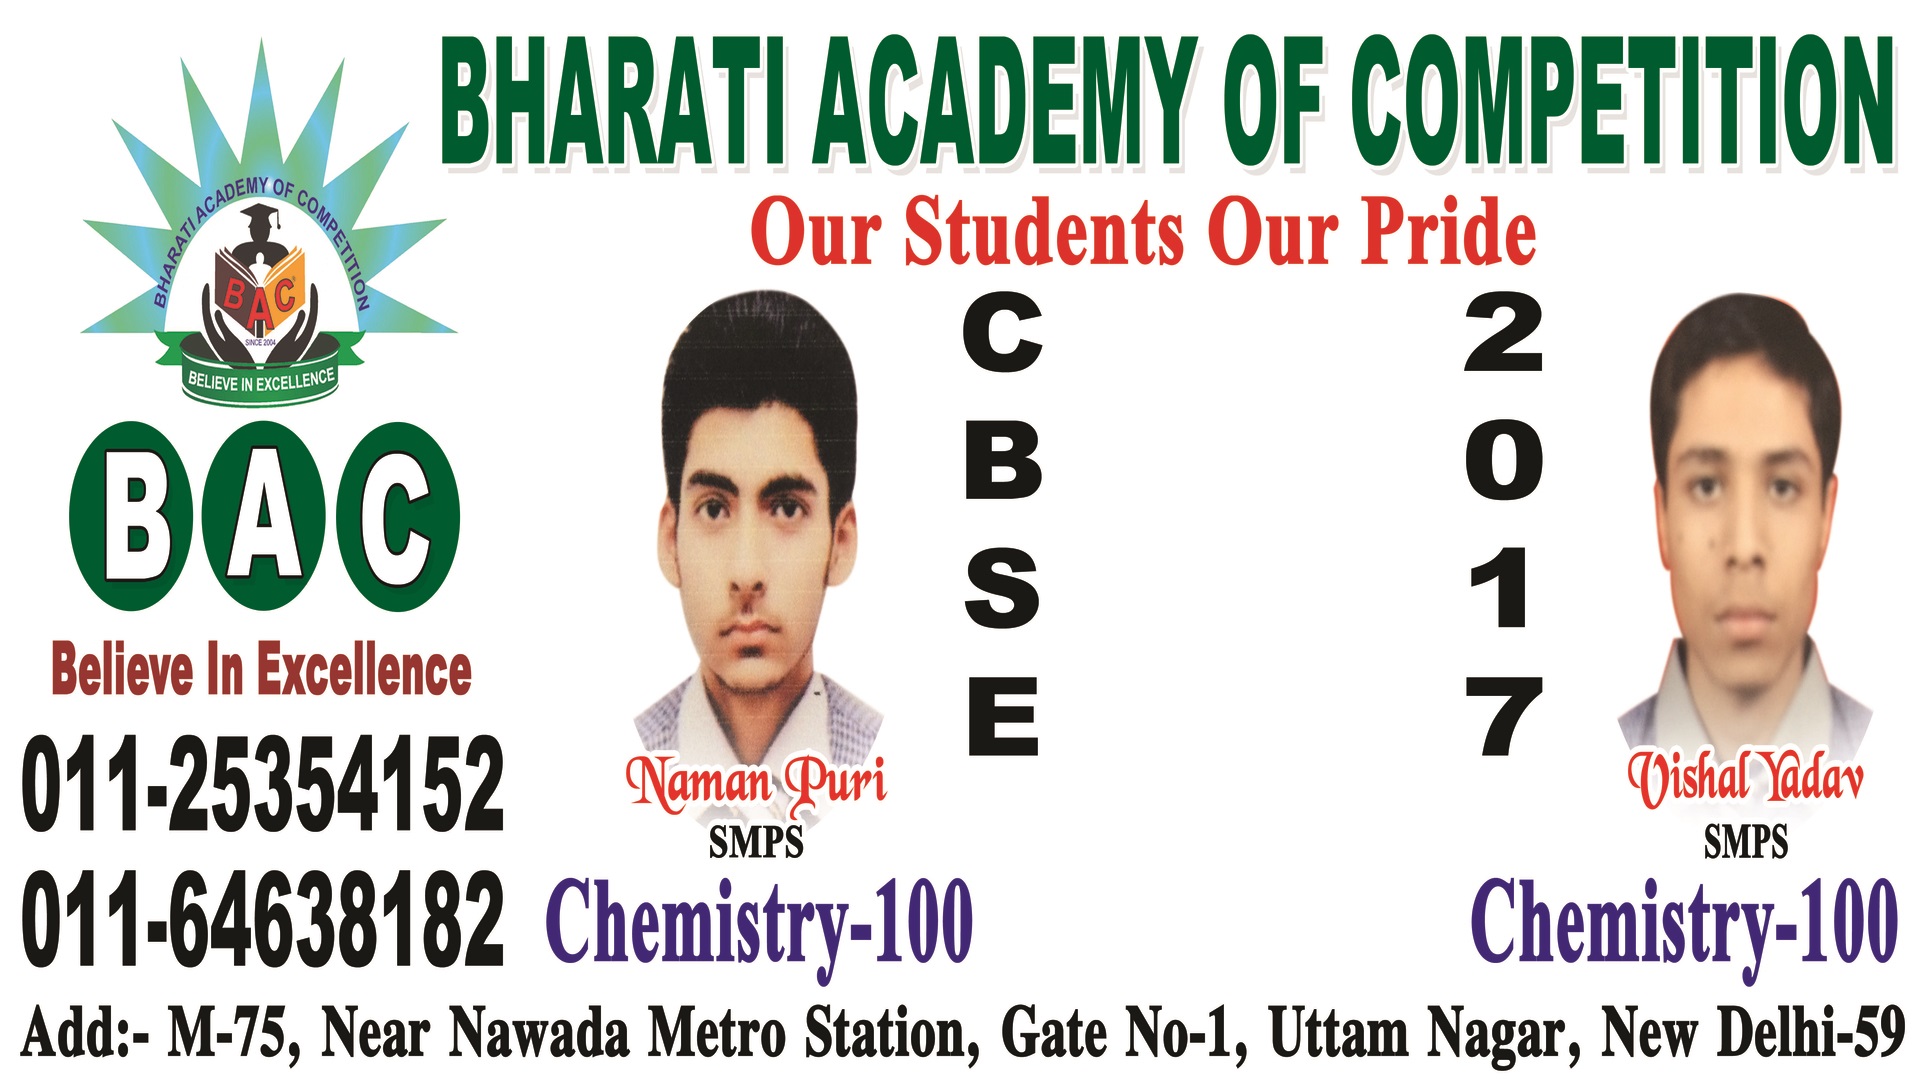 BHARATI ACADEMY OF COMPETITION
Our Students Our Pride
BHARATI ACADEMY OF COMPETITION
BAC
SINCE 2004
BELIEVE IN EXCELLENCE
BAC
Believe In Excellence
011-25354152
011-64638182
C
B
S
E
2
0
1
7
Naman Puri
SMPS
Chemistry-100
Vishal Yadav
SMPS
Chemistry-100
Add:- M-75, Near Nawada Metro Station, Gate No-1, Uttam Nagar, New Delhi-59